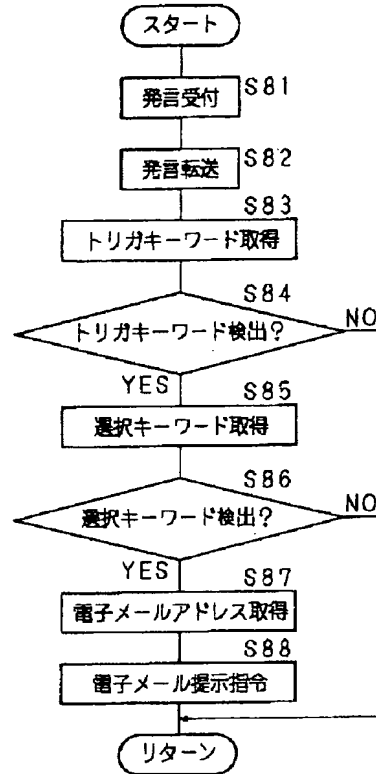 スタート
S81
発言受付
S82
発言転送
S83
トリガキーワード取得
S84
トリガキーワード検出?
NO
YES
S85
選択キーワード取得
S86
選択キーワード検出?
NO
YES
S87
電子メールアドレス取得
S88
電子メール提示指令
リターン